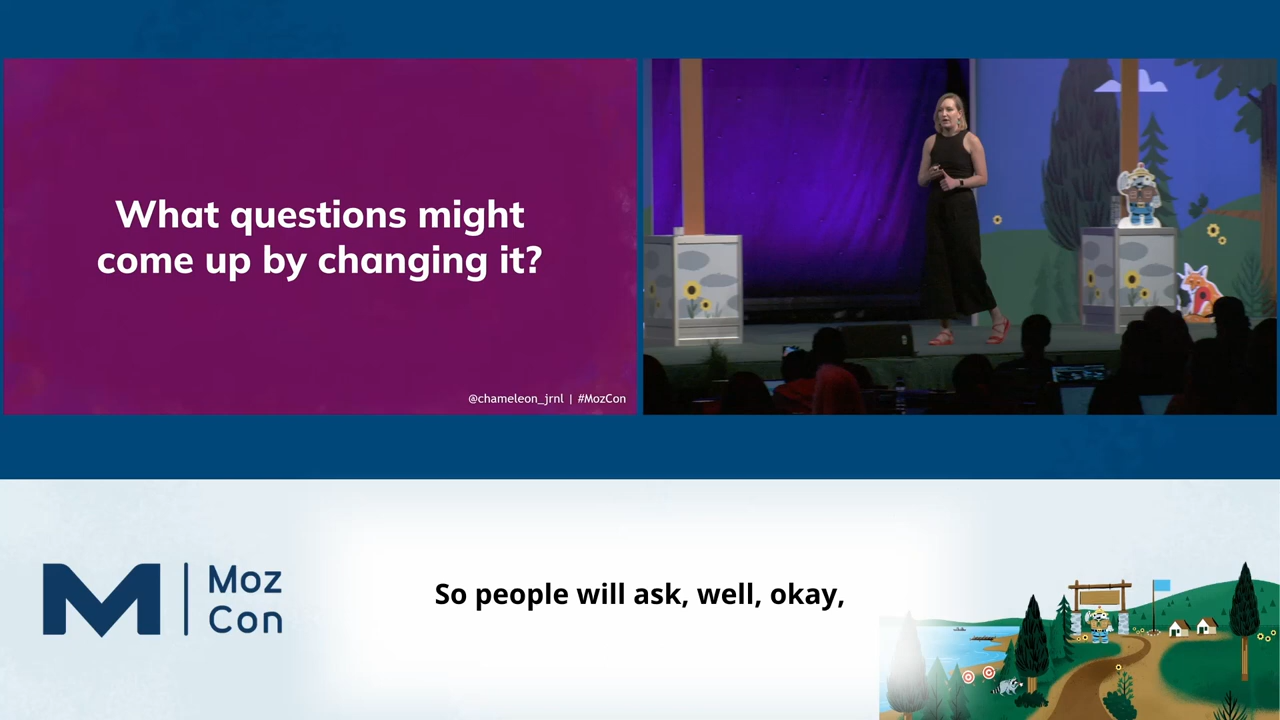 What questions might
come up by changing it?
@chameleon_jrnl | #MozCon
Moz
Con
So people will ask, well, okay,